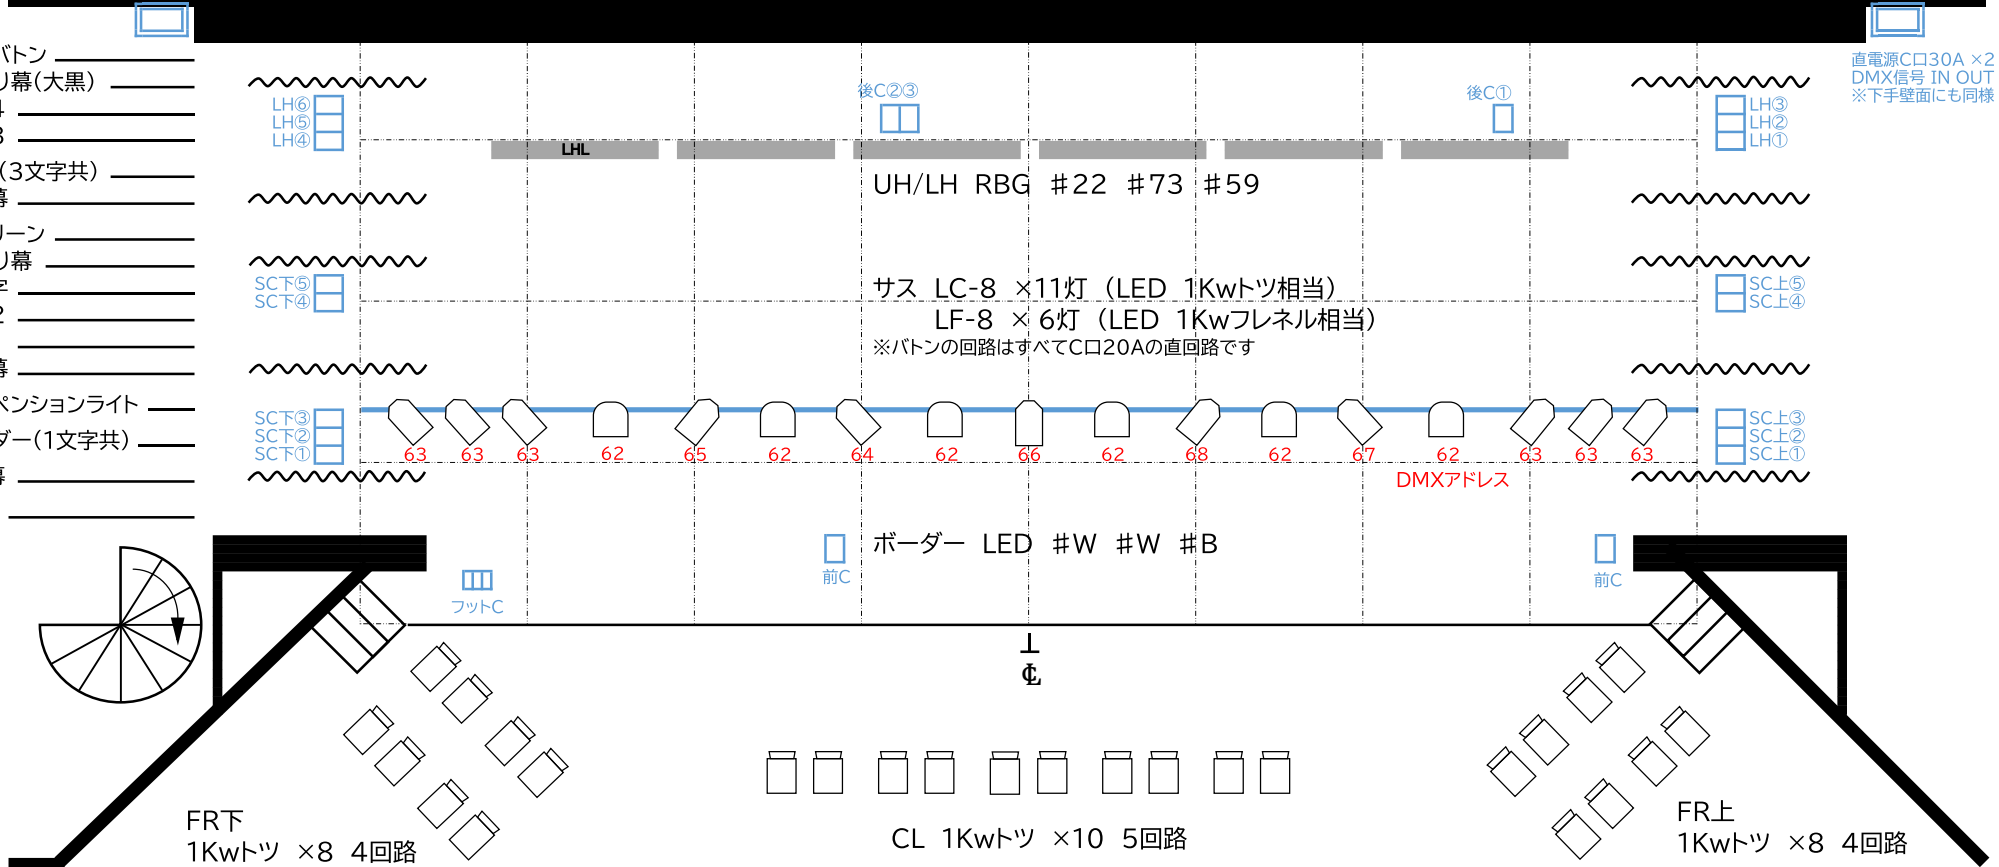 バトン
り幕(大黒)
4
3
(3文字共)
幕
リーン
り幕
字
2
幕
ペンションライト
ダー(1文字共)
幕
直電源C口30A ×2
DMX信号 IN OUT
※下手壁面にも同様
LH⑥
LH⑤
LH④
後C②③
後C①
LH③
LH②
LH①
LHL
UH/LH RBG #22 #73 #59
SC下⑤
SC下④
サス LC-8 ×11灯 (LED 1Kwトツ相当)
LF-8 × 6灯 (LED 1Kwフレネル相当)
※バトンの回路はすべてC口20Aの直回路です
SC上⑤
SC上④
SC下③
SC下②
SC下①
63 63 63 62 65 62 64 62 66 62 68 62 67 62 63 63 63
DMXアドレス
SC上③
SC上②
SC上①
ボーダー LED #W #W #B
前C
前C
フットC
℄
FR下
1Kwトツ ×8 4回路
CL 1Kwトツ ×10 5回路
FR上
1Kwトツ ×8 4回路